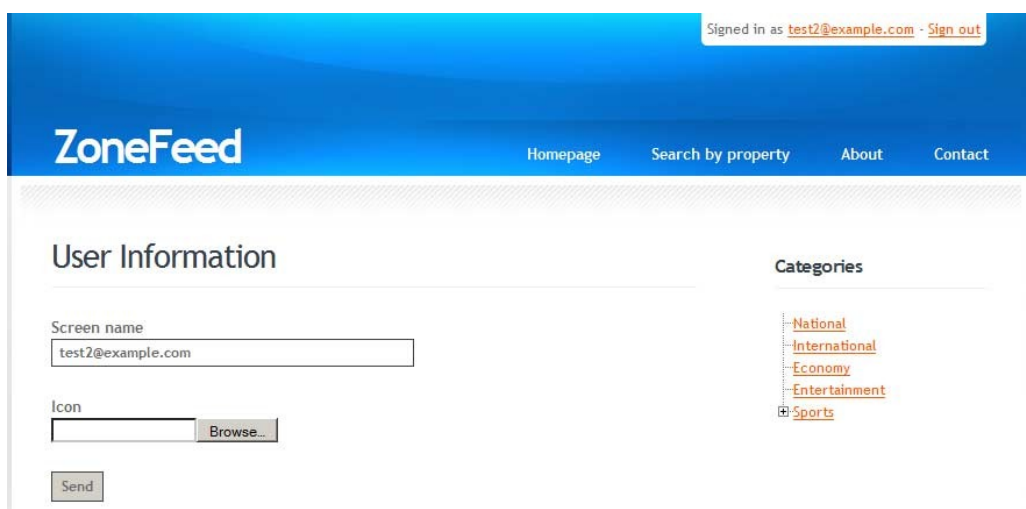 Signed in as test2@example.com - Sign out
ZoneFeed
Homepage Search by property About Contact
User Information
Screen name
test2@example.com
Icon
Browse...
Send
Categories
National
International
Economy
Entertainment
Sports